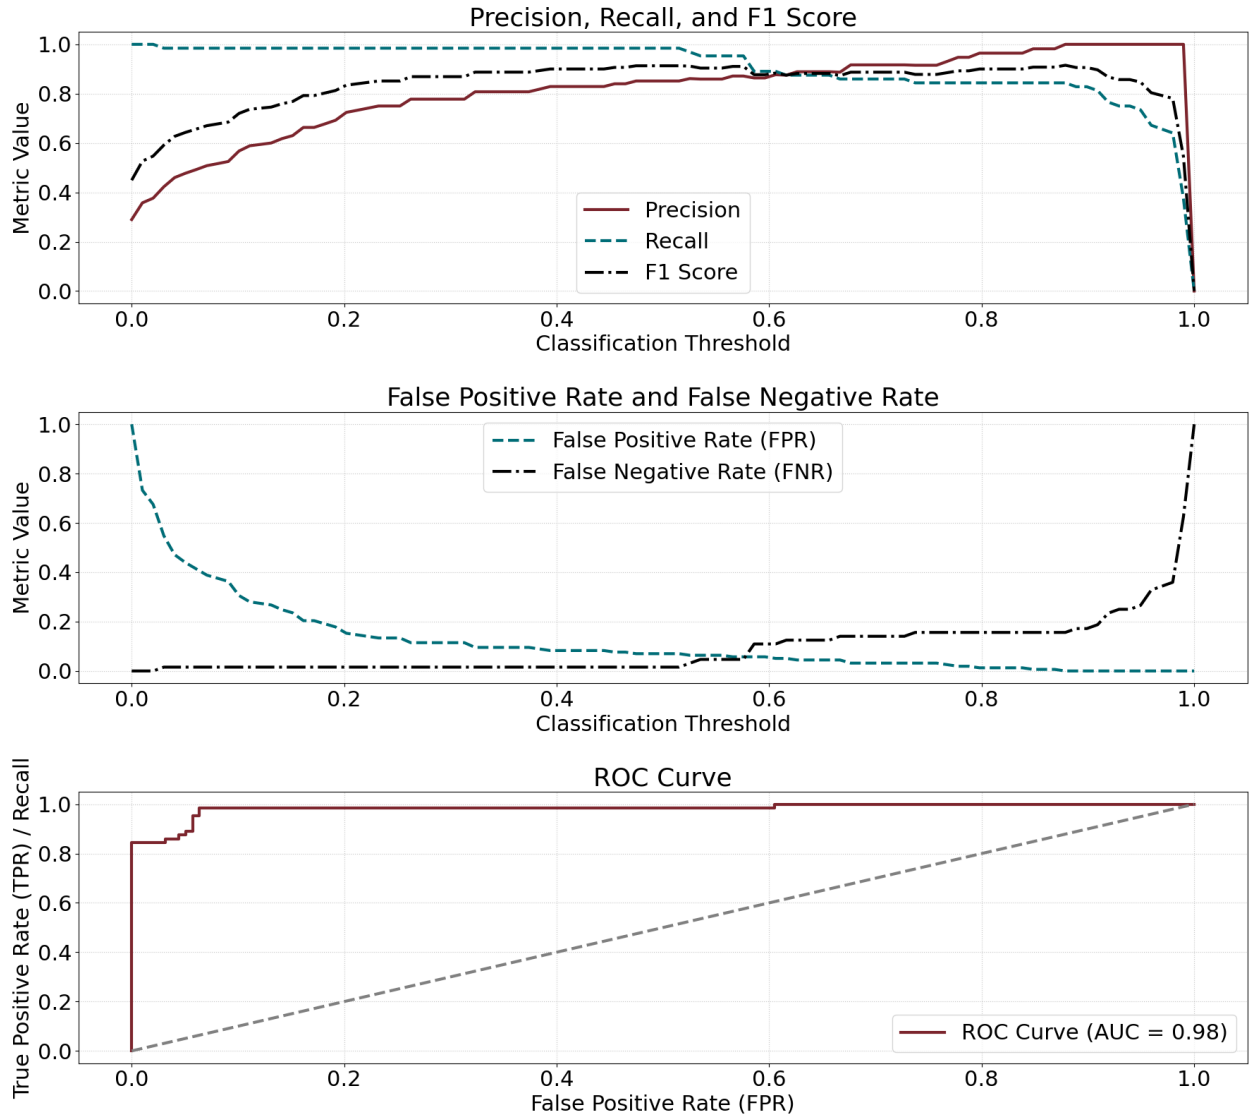 Precision, Recall, and F1 Score
Metric Value
1.0
0.8
0.6
0.4
0.2
0.0
Precision
Recall
F1 Score
0.0 0.2 0.4 0.6 0.8 1.0
Classification Threshold
False Positive Rate and False Negative Rate
Metric Value
1.0
0.8
0.6
0.4
0.2
0.0
False Positive Rate (FPR)
False Negative Rate (FNR)
0.0 0.2 0.4 0.6 0.8 1.0
Classification Threshold
ROC Curve
True Positive Rate (TPR) / Recall
1.0
0.8
0.6
0.4
0.2
0.0
ROC Curve (AUC = 0.98)
0.0 0.2 0.4 0.6 0.8 1.0
False Positive Rate (FPR)